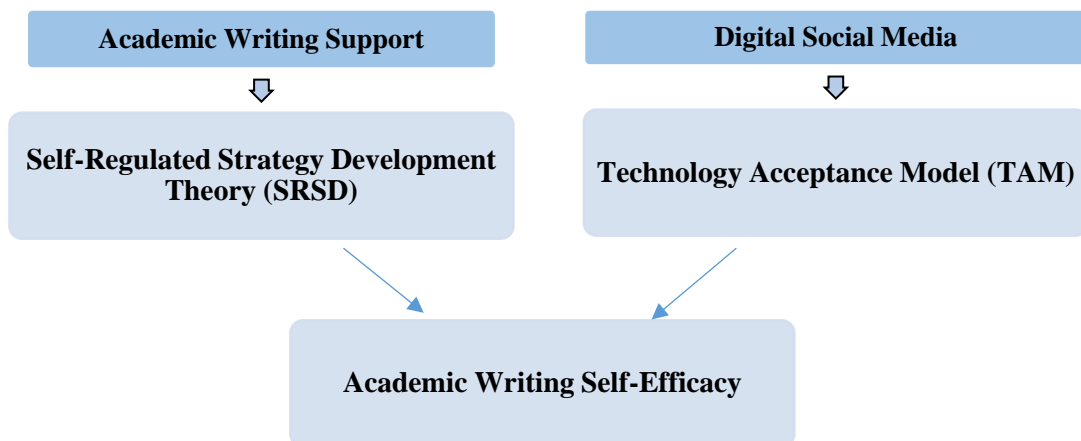 Academic Writing Support
Digital Social Media
Self-Regulated Strategy Development
Theory (SRSD)
Technology Acceptance Model (TAM)
Academic Writing Self-Efficacy